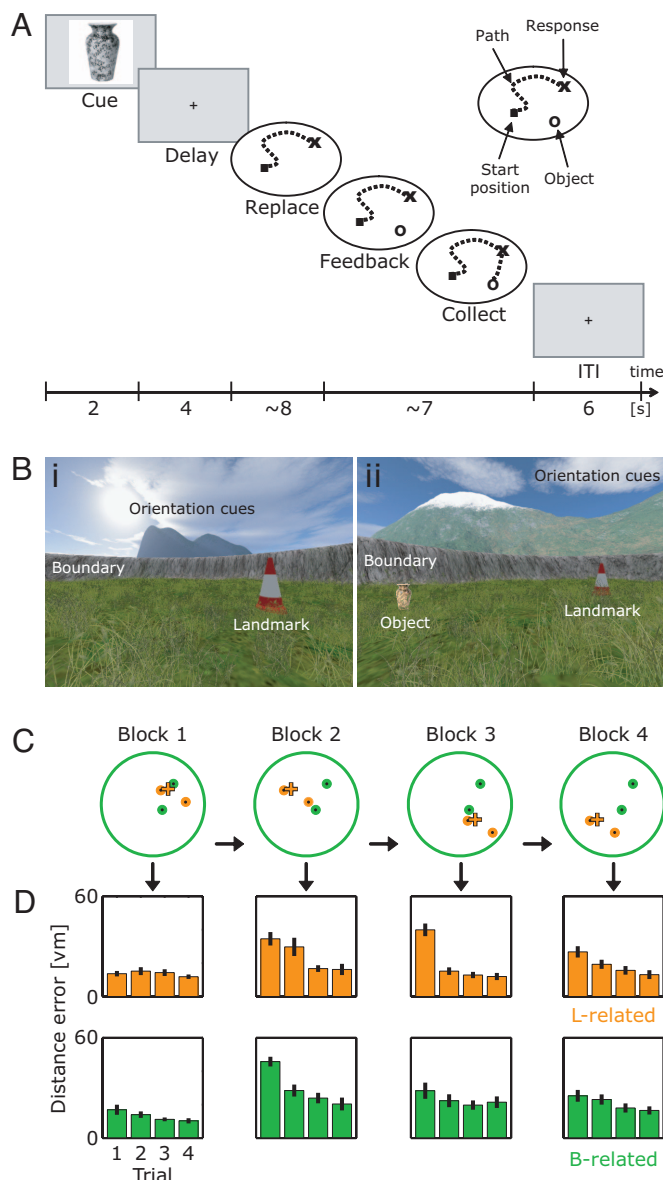 A
Cue
+
Delay
Replace
Feedback
Collect
+
ITI
Path
Response
x
x
x
x
o
o
o
Start
position
Object
time
2
4
~8
~7
6
[s]
B
i
Orientation cues
Boundary
Landmark
ii
Orientation cues
Boundary
Object
Landmark
C
Block 1
Block 2
Block 3
Block 4
D
Distance error [vm]
60
0
L-related
60
0
1 2 3 4
Trial
B-related